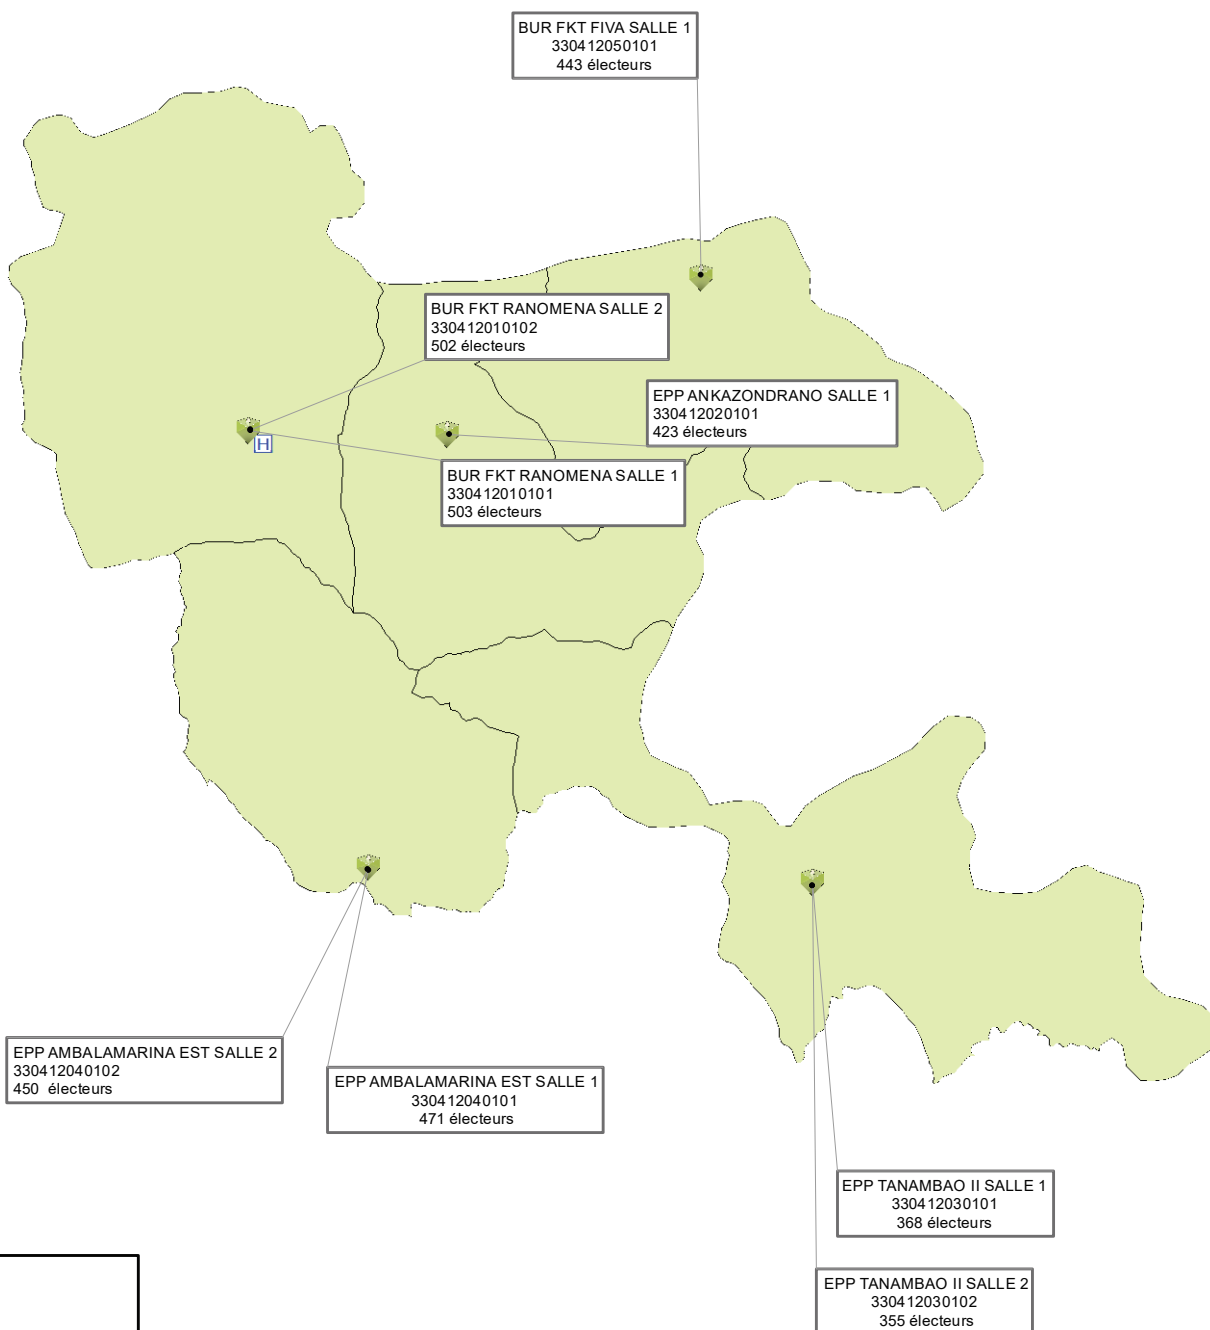 BUR FKT FIVA SALLE 1
330412050101
443 électeurs
BUR FKT RANOMENA SALLE 2
330412010102
502 électeurs
EPP ANKAZONDRANO SALLE 1
330412020101
423 électeurs
H
BUR FKT RANOMENA SALLE 1
330412010101
503 électeurs
EPP AMBALAMARINA EST SALLE 2
330412040102
450 électeurs
EPP AMBALAMARINA EST SALLE 1
330412040101
471 électeurs
EPP TANAMBAO II SALLE 1
330412030101
368 électeurs
EPP TANAMBAO II SALLE 2
330412030102
355 électeurs